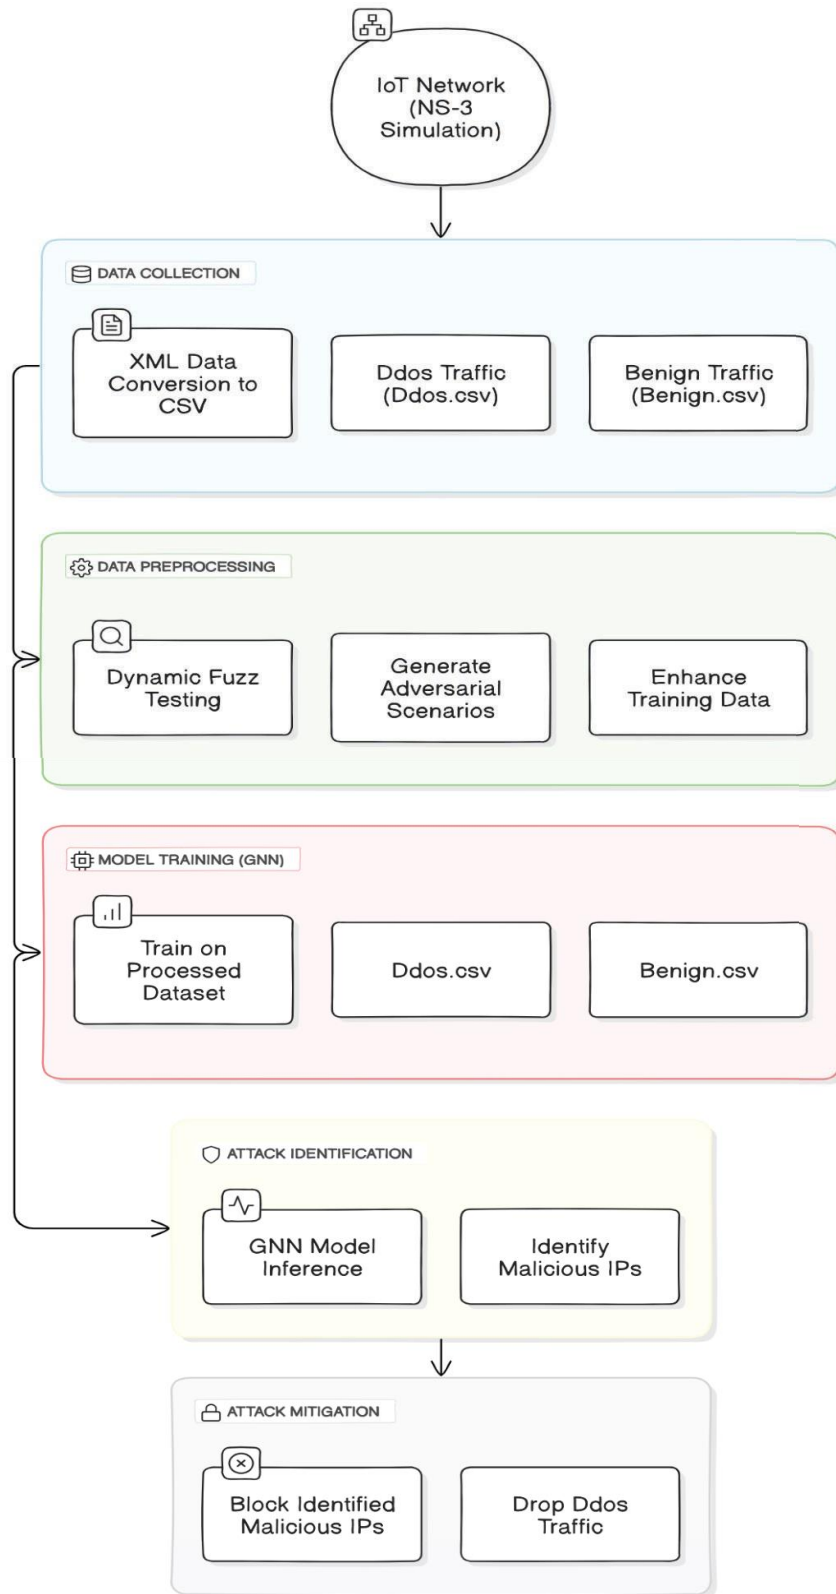 IoT Network
(NS-3
Simulation)
DATA COLLECTION
XML Data
Conversion to
CSV
Ddos Traffic
(Ddos.csv)
Benign Traffic
(Benign.csv)
DATA PREPROCESSING
Dynamic Fuzz
Testing
Generate
Adversarial
Scenarios
Enhance
Training Data
MODEL TRAINING (GNN)
Train on
Processed
Dataset
Ddos.csv
Benign.csv
ATTACK IDENTIFICATION
GNN Model
Inference
Identify
Malicious IPs
ATTACK MITIGATION
Block Identified
Malicious IPs
Drop Ddos
Traffic